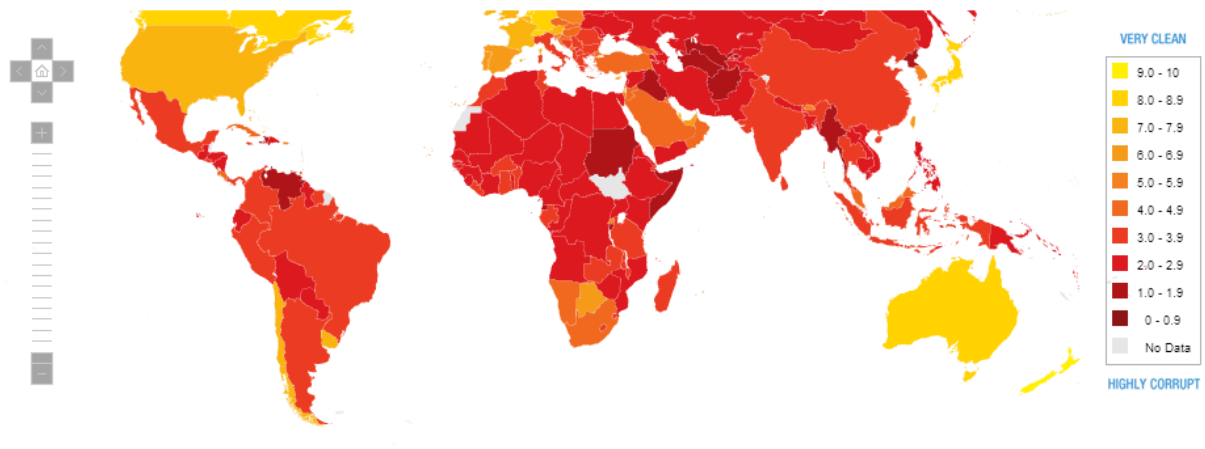 VERY CLEAN
9.0 - 10
8.0 - 8.9
7.0 - 7.9
6.0 - 6.9
5.0 - 5.9
4.0 - 4.9
3.0 - 3.9
2.0 - 2.9
1.0 - 1.9
0 - 0.9
No Data
HIGHLY CORRUPT